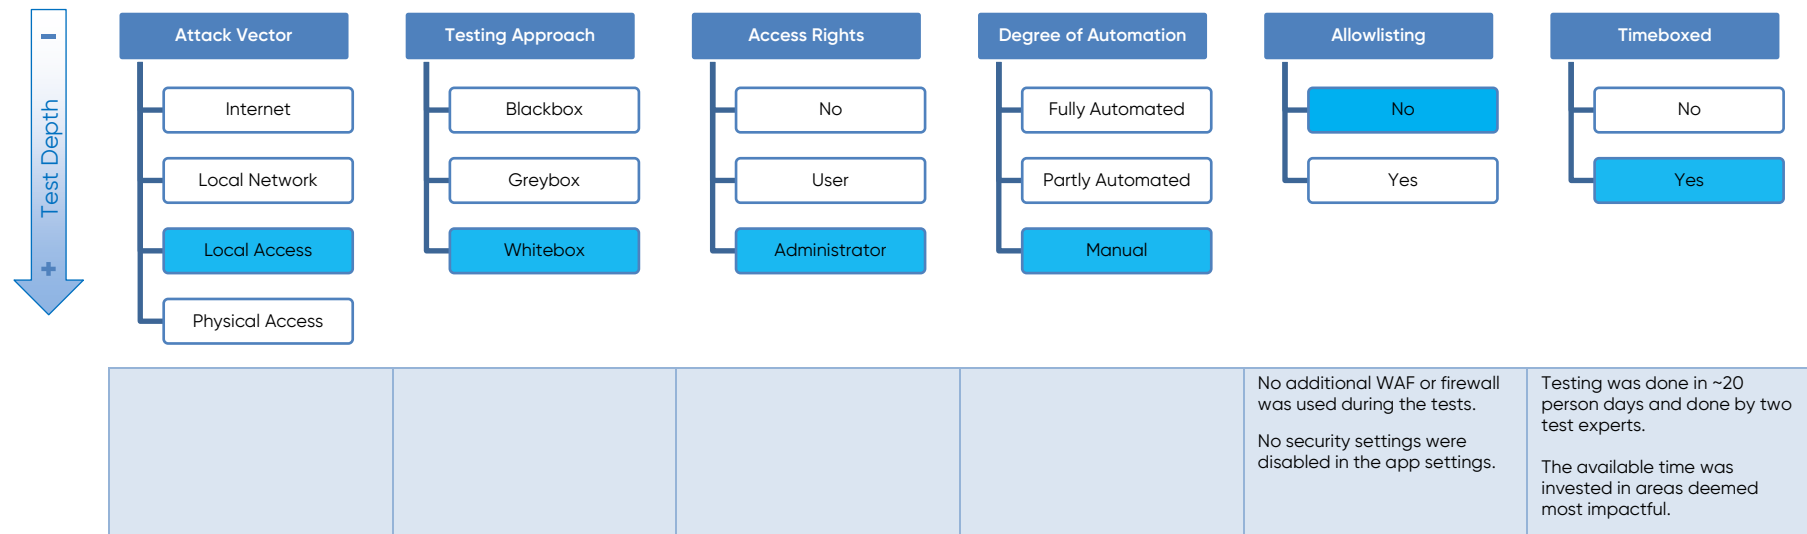 Test Depth
Attack Vector
Internet
Local Network
Local Access
Physical Access
Testing Approach
Blackbox
Greybox
Whitebox
Access Rights
No
User
Administrator
Degree of Automation
Fully Automated
Partly Automated
Manual
Allowlisting
No
Yes
Timeboxed
No
Yes
No additional WAF or firewall
was used during the tests.
No security settings were
disabled in the app settings.
Testing was done in ~20
person days and done by two
test experts.
The available time was
invested in areas deemed
most impactful.